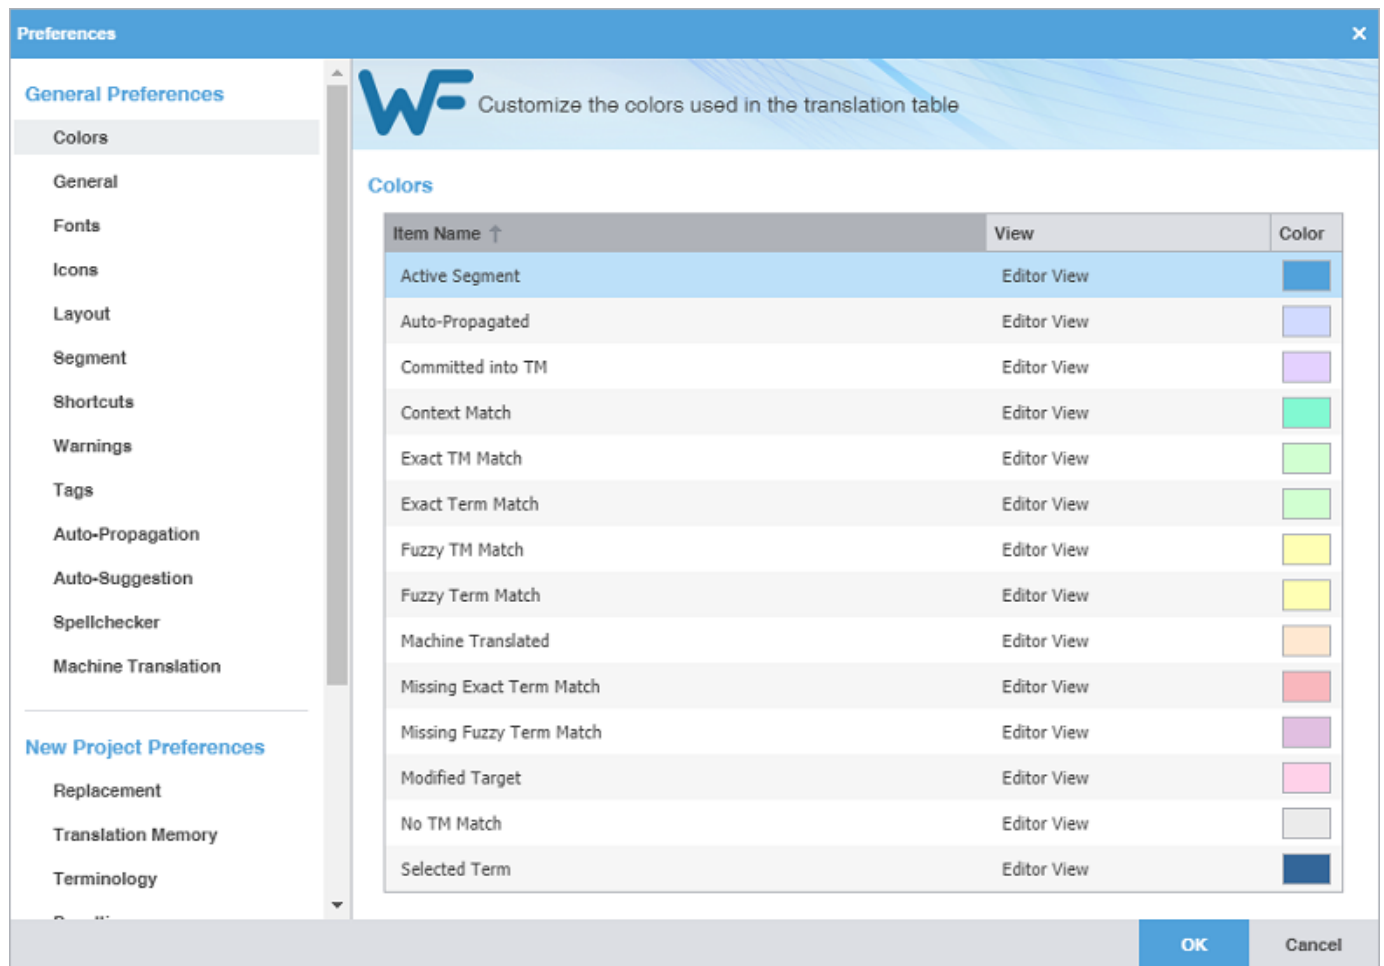 Preferences
General Preferences
Colors
General
Fonts
Icons
Layout
Segment
Shortcuts
Warnings
Tags
Auto-Propagation
Auto-Suggestion
Spellchecker
Machine Translation
New Project Preferences
Replacement
Translation Memory
Terminology
WF
Customize the colors used in the translation table
Colors
Item Name View Color
Active Segment Editor View
Auto-Propagated Editor View
Committed into TM Editor View
Context Match Editor View
Exact TM Match Editor View
Exact Term Match Editor View
Fuzzy TM Match Editor View
Fuzzy Term Match Editor View
Machine Translated Editor View
Missing Exact Term Match Editor View
Missing Fuzzy Term Match Editor View
Modified Target Editor View
No TM Match Editor View
Selected Term Editor View
OK Cancel